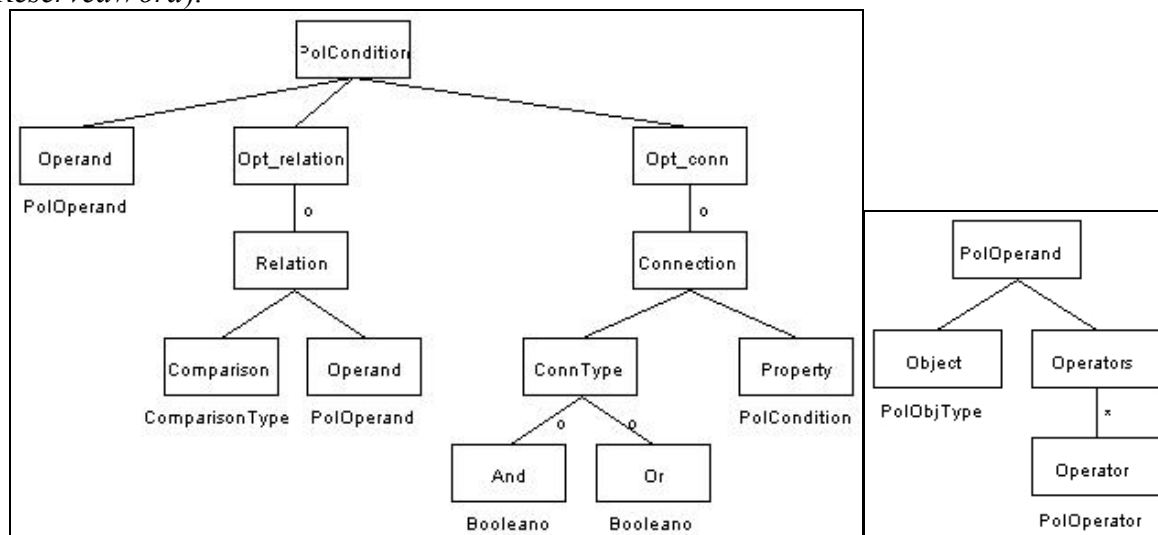 PolCondition
Operand Opt_relation Opt_conn
PolOperand
o o
Relation Connection
PolOperand
Comparison Operand ConnType Property
Object Operators
ComparisonType PolOperand PolCondition
PolObjType
o o
*
And Or
Operator
Booleano Booleano
PolOperator